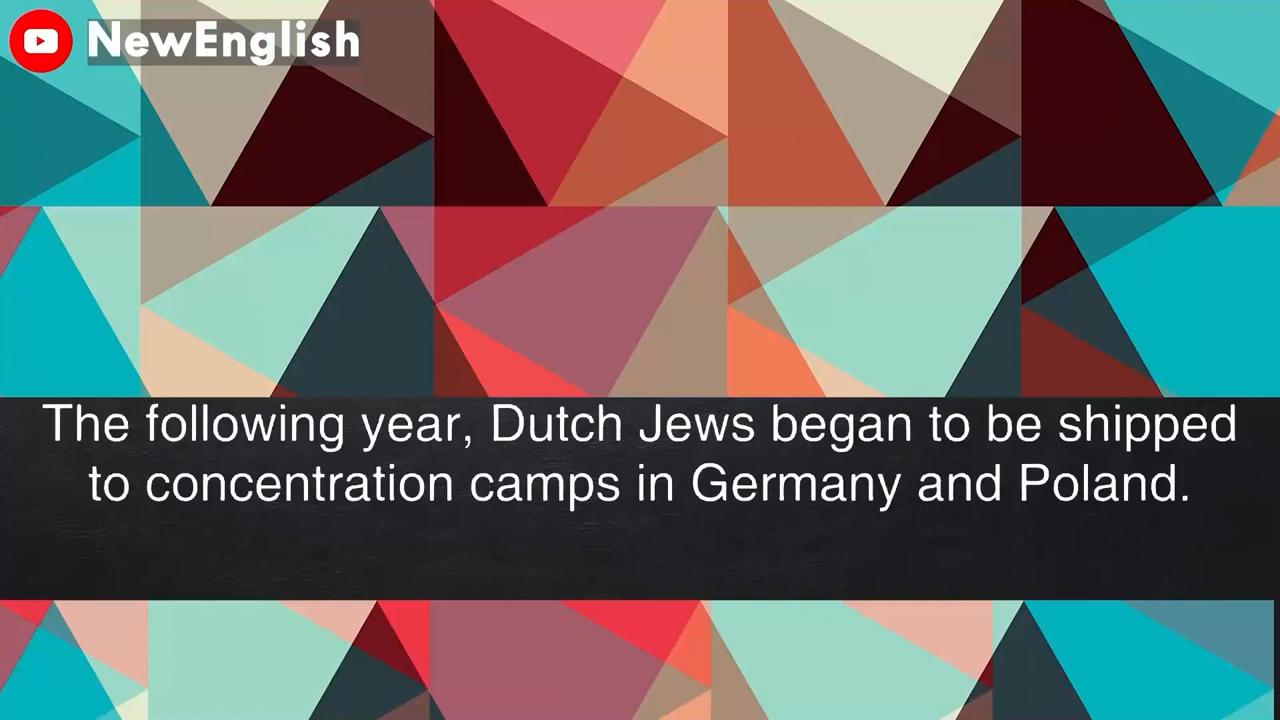 NewEnglish
The following year, Dutch Jews began to be shipped
to concentration camps in Germany and Poland.